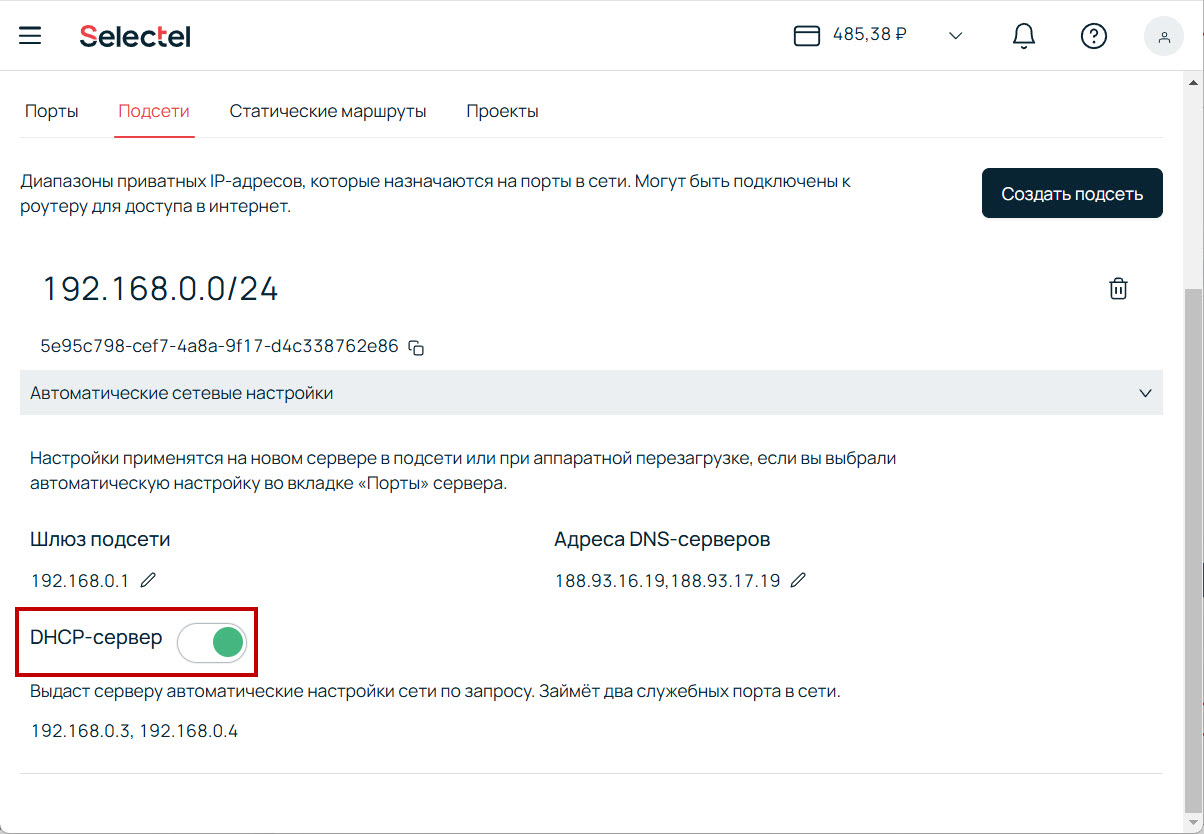 Selectel
485,38 ₽
Порты Подсети Статические маршруты Проекты
Диапазоны приватных IP-адресов, которые назначаются на порты в сети. Могут быть подключены к
роутеру для доступа в интернет.
Создать подсеть
192.168.0.0/24
5e95c798-cef7-4a8a-9f17-d4c338762e86
Автоматические сетевые настройки
Настройки применятся на новом сервере в подсети или при аппаратной перезагрузке, если вы выбрали
автоматическую настройку во вкладке «Порты» сервера.
Шлюз подсети
192.168.0.1
Адреса DNS-серверов
188.93.16.19,188.93.17.19
DHCP-сервер
Выдаст серверу автоматические настройки сети по запросу. Займёт два служебных порта в сети.
192.168.0.3, 192.168.0.4